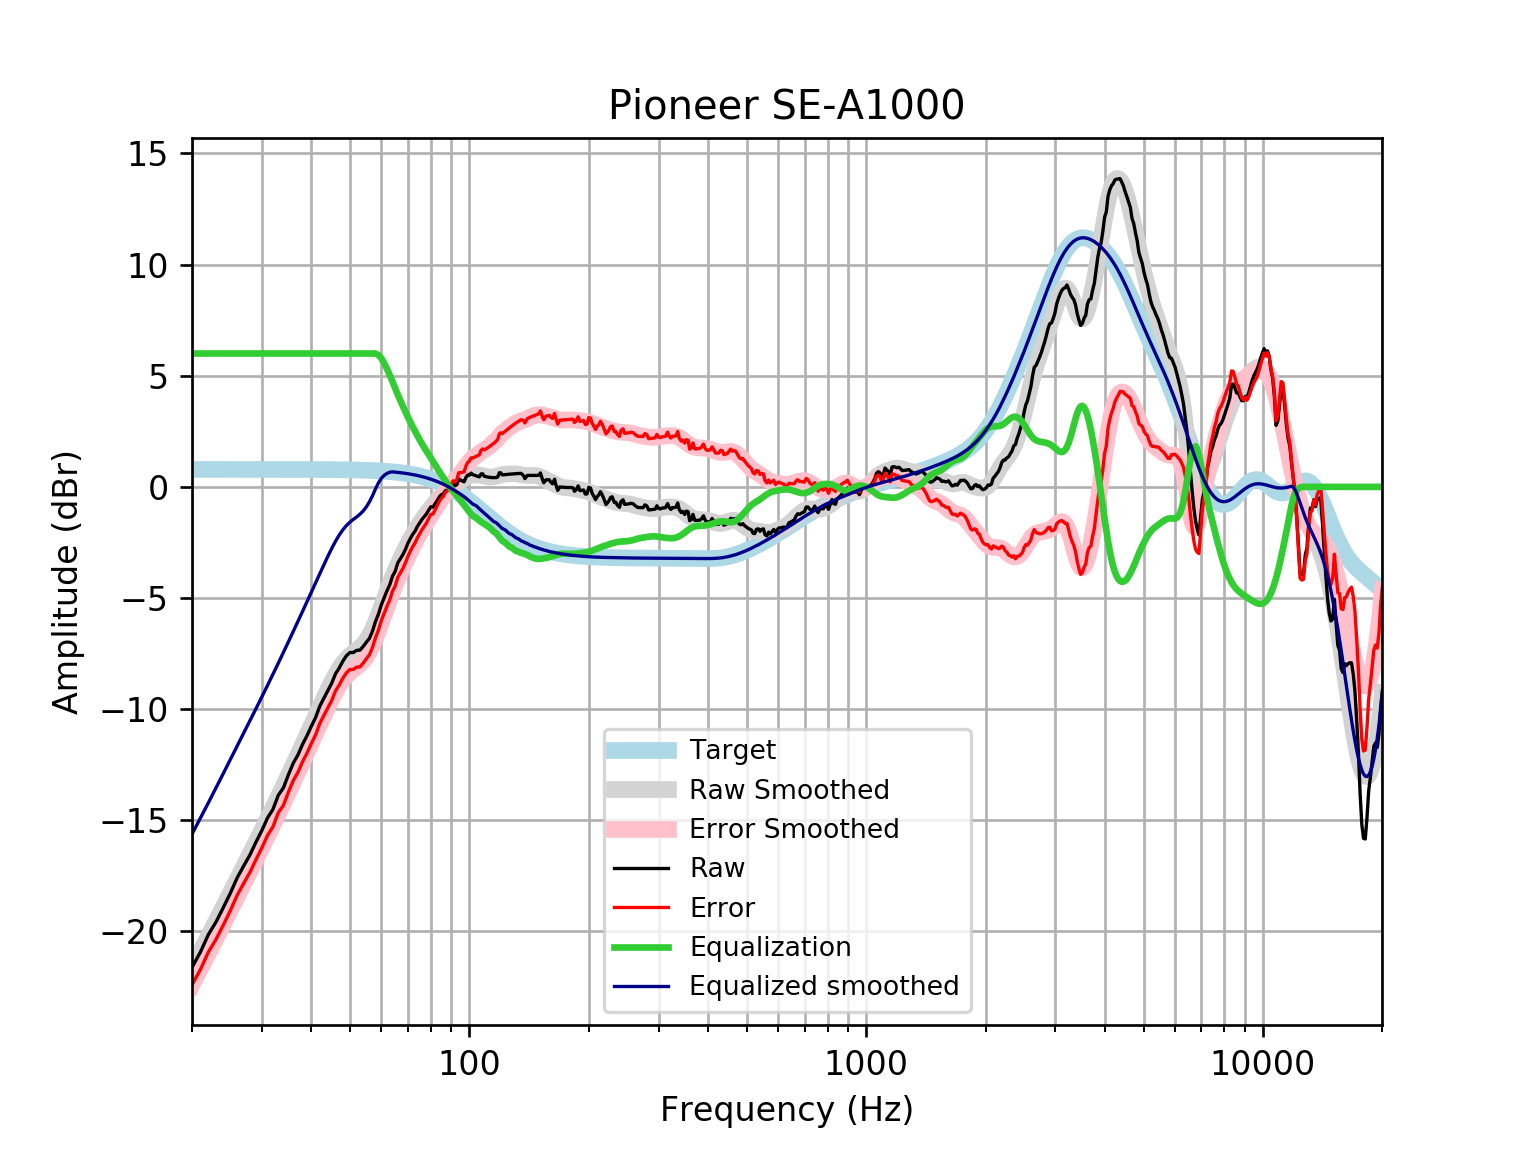 Pioneer SE-A1000
15
10
5
0
−5
−10
−15
−20
Amplitude (dBr)
Target
Raw Smoothed
Error Smoothed
Raw
Error
Equalization
Equalized smoothed
100
1000
10000
Frequency (Hz)